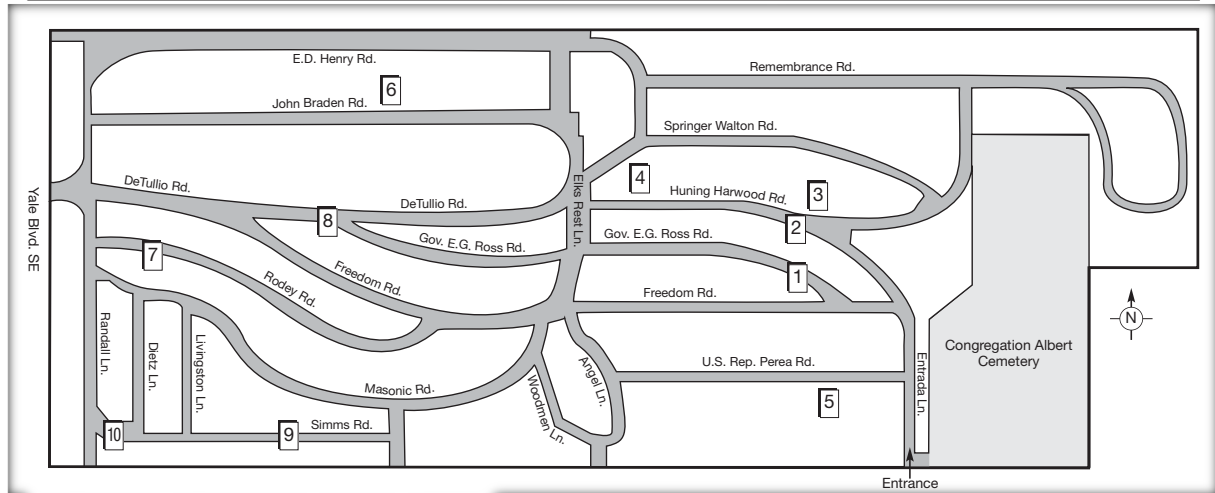 E.D. Henry Rd.
6
John Braden Rd.
Remembrance Rd.
Springer Walton Rd.
4
Huning Harwood Rd.
3
DeTullio Rd.
DeTullio Rd.
8
Elks Rest Ln.
Yale Blvd. SE
2
Gov. E.G. Ross Rd.
Gov. E.G. Ross Rd.
7
1
Rodey Rd.
Freedom Rd.
Freedom Rd.
N
Randall Ln.
Dietz Ln.
Livingston Ln.
Masonic Rd.
Woodmen Ln.
Angel Ln.
U.S. Rep. Perea Rd.
Entrada Ln.
Congregation Albert
Cemetery
5
10
9
Simms Rd.
Entrance